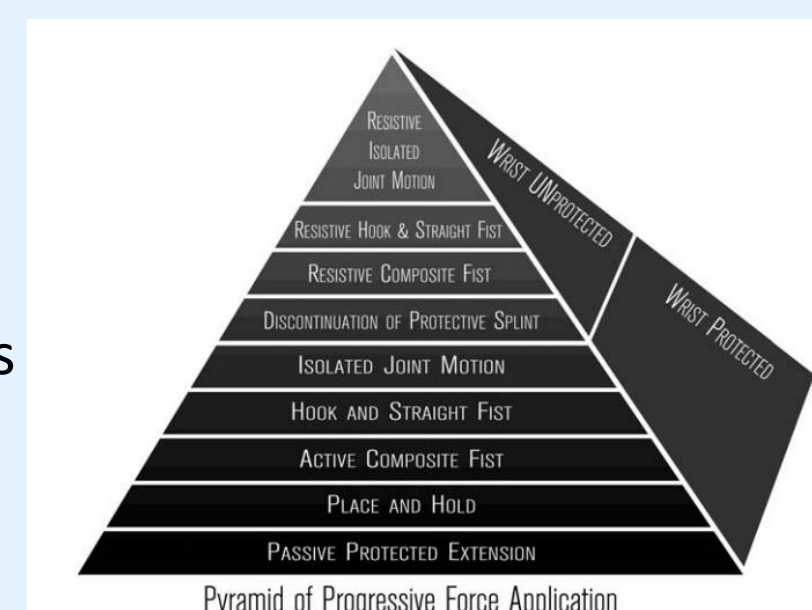 RESISTIVE
ISOLATED
JOINT MOTION
RESISTIVE HOOK & STRAIGHT FIST
RESISTIVE COMPOSITE FIST
DISCONTINUATION OF PROTECTIVE SPLINT
ISOLATED JOINT MOTION
HOOK AND STRAIGHT FIST
ACTIVE COMPOSITE FIST
PLACE AND HOLD
PASSIVE PROTECTED EXTENSION
WRIST UNPROTECTED
WRIST PROTECTED
s
Pyramid of Progressive Force Application